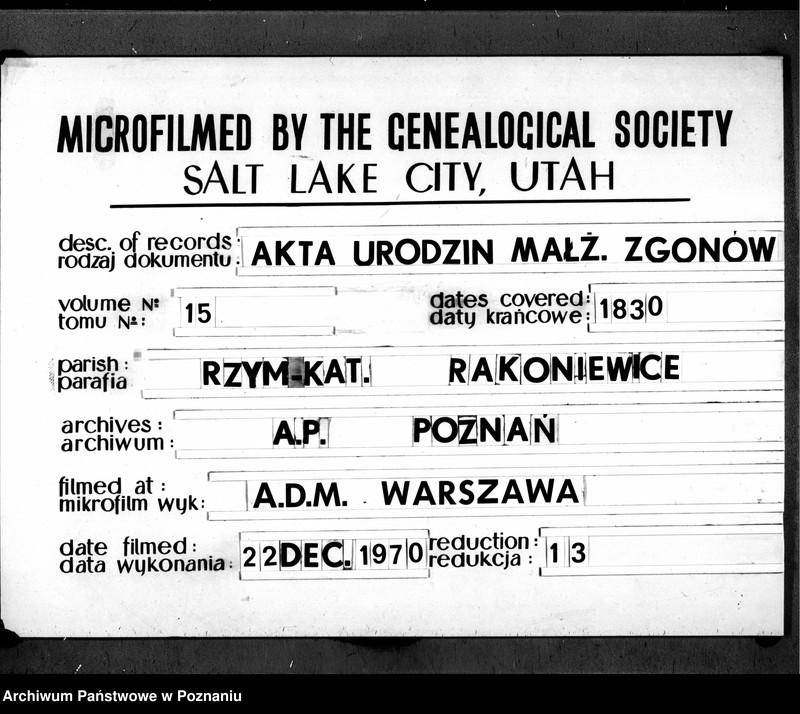 MICROFILMED BY THE GENEALOGICAL SOCIETY
SALT LAKE CITY, UTAH
desc. of records: AKTA URODZIN MAŁŻ. ZGONÓW
rodzaj dokumentu:
volume Nº 15 dates covered: 1830
tomu Nº: daty krańcowe:
parish: RZYM-KAT. RAKONIEWICE
parafia
archives: A.P. POZNAŃ
archiwum:
filmed at: A.D.M. WARSZAWA
mikrofilm wyk:
date filmed: 22 DEC. 1970 reduction: 13
data wykonania: redukcja:
Archiwum Państwowe w Poznaniu